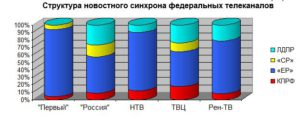 Структура новостного синхрона федеральных телеканалов
100%
90%
80%
70%
60%
50%
40%
30%
20%
10%
0%
ЛДПР
«СР»
«ЕР»
КПРФ
"Первый" "Россия" НТВ ТВЦ Рен-ТВ